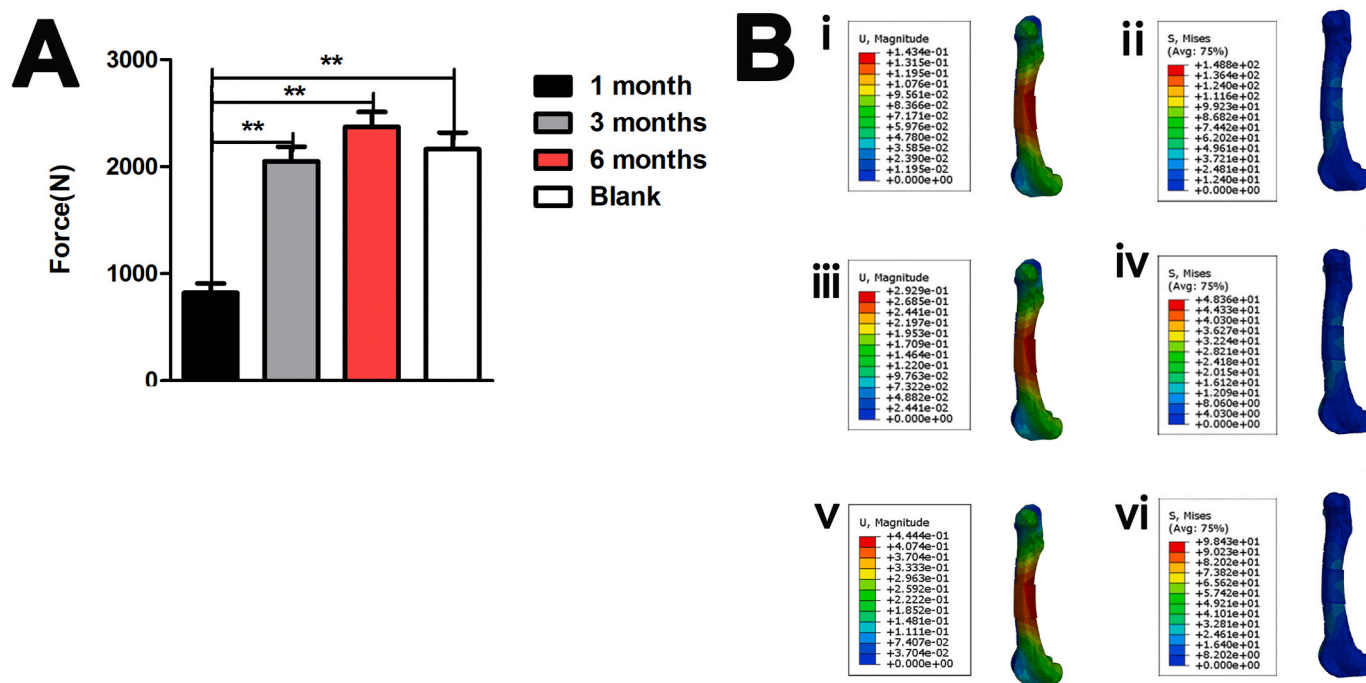 A
3000
2000
1000
0
Force(N)
**
**
**
1 month
3 months
6 months
Blank
B
i
U, Magnitude
+1.434e-01
+1.315e-01
+1.195e-01
+1.076e-01
+9.561e-02
+8.366e-02
+7.171e-02
+5.976e-02
+4.780e-02
+3.585e-02
+2.390e-02
+1.195e-02
+0.000e+00
ii
S, Mises
(Avg: 75%)
+1.488e+02
+1.364e+02
+1.240e+02
+1.116e+02
+9.923e+01
+8.682e+01
+7.442e+01
+6.202e+01
+4.961e+01
+3.721e+01
+2.481e+01
+1.240e+01
+0.000e+00
iii
U, Magnitude
+2.929e-01
+2.685e-01
+2.441e-01
+2.197e-01
+1.953e-01
+1.709e-01
+1.464e-01
+1.220e-01
+9.763e-02
+7.322e-02
+4.882e-02
+2.441e-02
+0.000e+00
iv
S, Mises
(Avg: 75%)
+4.836e+01
+4.433e+01
+4.030e+01
+3.627e+01
+3.224e+01
+2.821e+01
+2.418e+01
+2.015e+01
+1.612e+01
+1.209e+01
+8.060e+00
+4.030e+00
+0.000e+00
v
U, Magnitude
+4.444e-01
+4.074e-01
+3.704e-01
+3.333e-01
+2.963e-01
+2.592e-01
+2.222e-01
+1.852e-01
+1.481e-01
+1.111e-01
+7.407e-02
+3.704e-02
+0.000e+00
vi
S, Mises
(Avg: 75%)
+9.843e+01
+9.023e+01
+8.202e+01
+7.382e+01
+6.562e+01
+5.742e+01
+4.921e+01
+4.101e+01
+3.281e+01
+2.461e+01
+1.640e+01
+8.202e+00
+0.000e+00